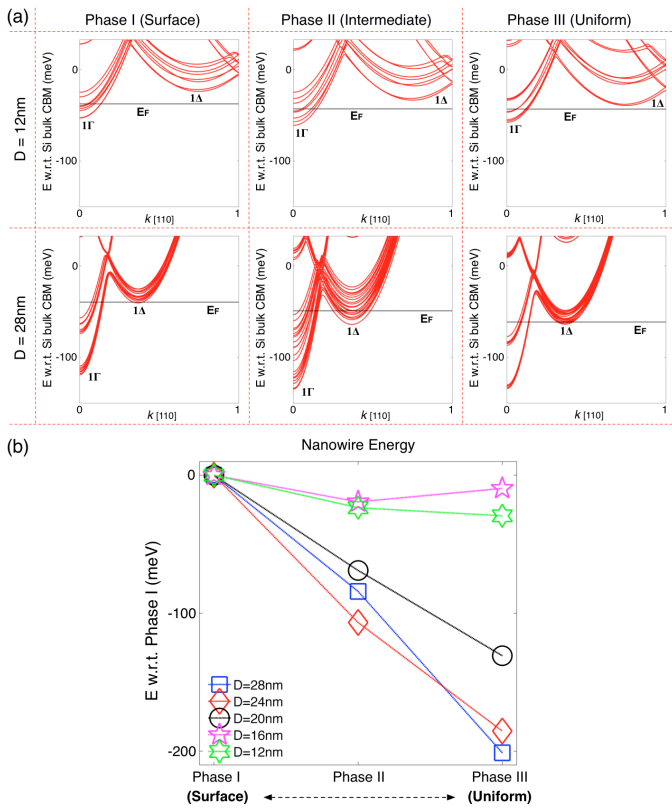 (a)
Phase I (Surface) Phase II (Intermediate) Phase III (Uniform)
D = 12nm
E w.r.t. Si bulk CBM (meV)
0
-100
1Γ
EF
1Δ
0 1
k [110]
E w.r.t. Si bulk CBM (meV)
0
-100
1Γ
EF
1Δ
0 1
k [110]
E w.r.t. Si bulk CBM (meV)
0
-100
1Γ
EF
1Δ
0 1
k [110]
D = 28nm
E w.r.t. Si bulk CBM (meV)
0
-100
1Γ
1Δ
EF
0 1
k [110]
E w.r.t. Si bulk CBM (meV)
0
-100
1Γ
1Δ
EF
0 1
k [110]
E w.r.t. Si bulk CBM (meV)
0
-100
1Δ
EF
0 1
k [110]
(b)
Nanowire Energy
E w.r.t. Phase I (meV)
0
-100
-200
D=28nm
D=24nm
D=20nm
D=16nm
D=12nm
Phase I Phase II Phase III
(Surface) (Uniform)